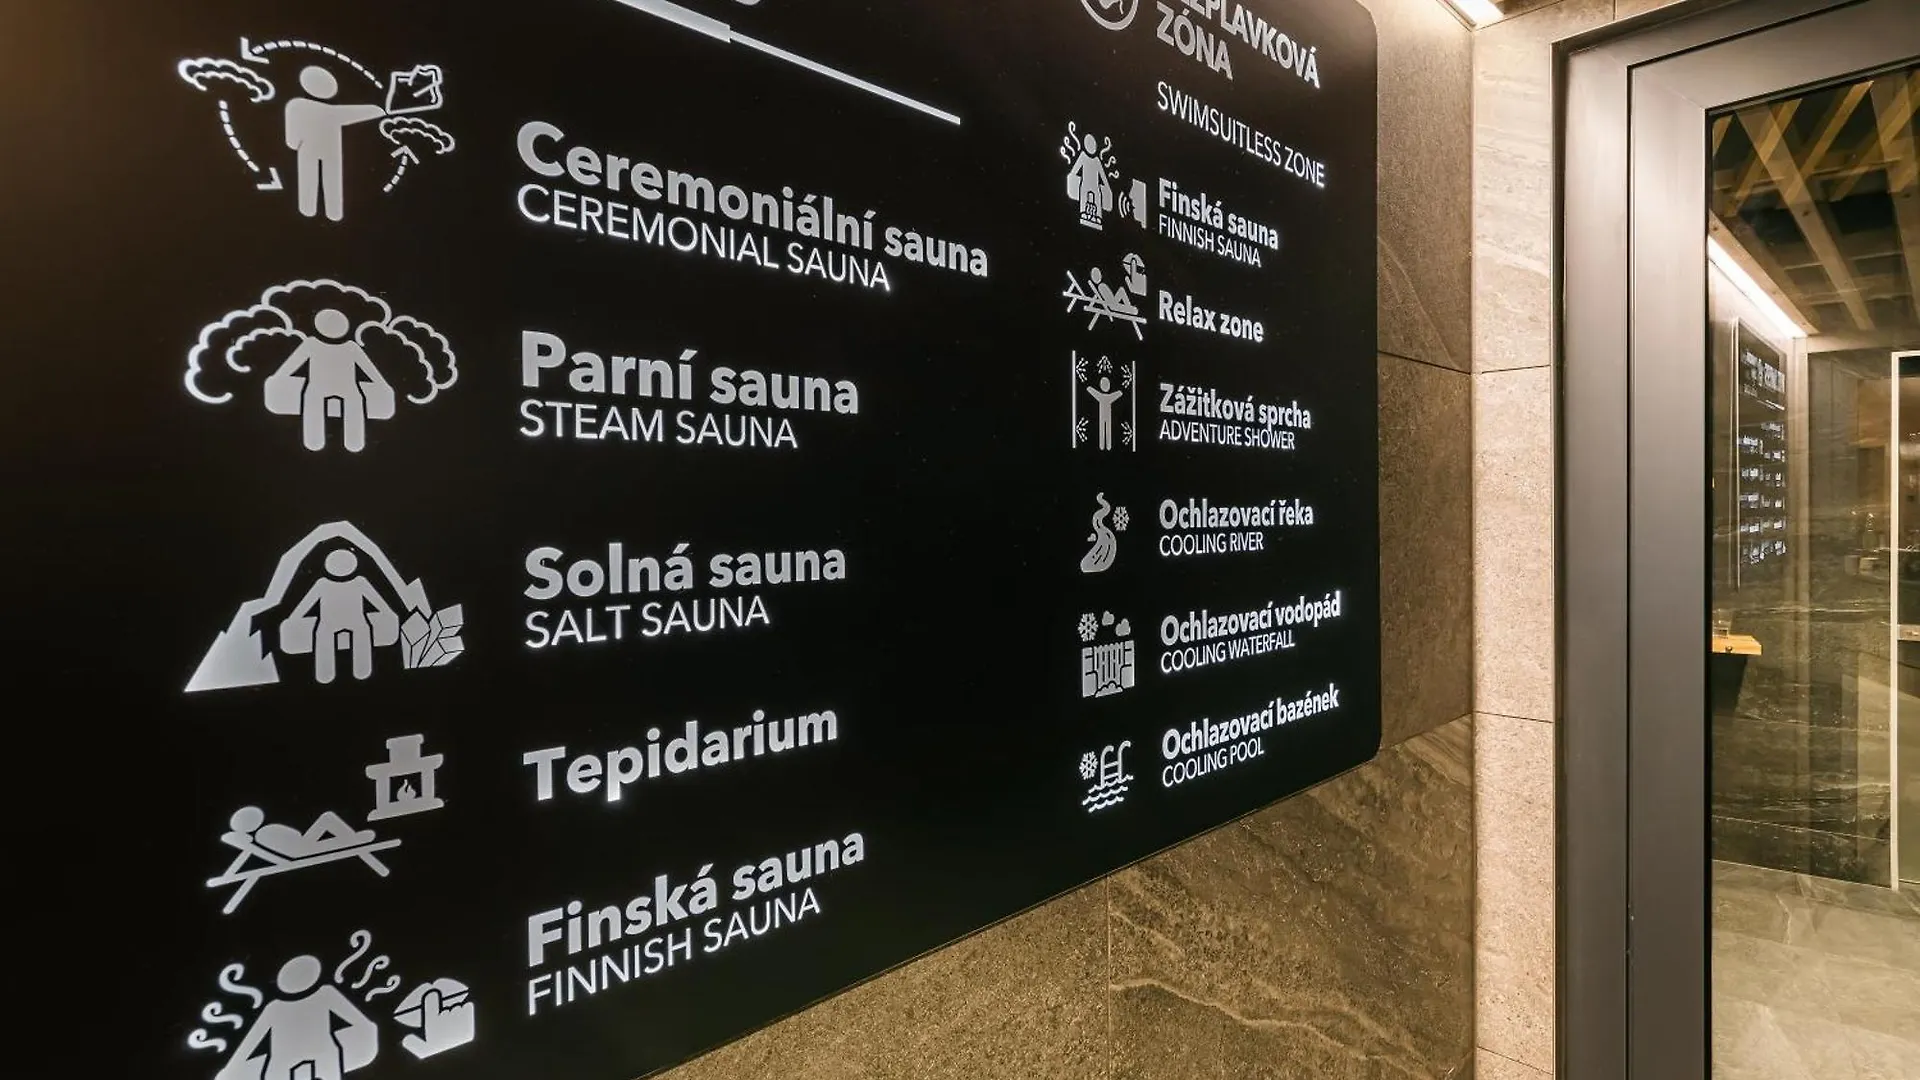 Ceremoniální sauna
CEREMONIAL SAUNA
Parní sauna
STEAM SAUNA
Solná sauna
SALT SAUNA
Tepidarium
Finská sauna
FINNISH SAUNA
ZÓNA
SWIMSUITLESS ZONE
Finská sauna
FINNISH SAUNA
Relax zone
Zážitková sprcha
ADVENTURE SHOWER
Ochlazovací řeka
COOLING RIVER
Ochlazovací vodopád
COOLING WATERFALL
Ochlazovací bazének
COOLING POOL